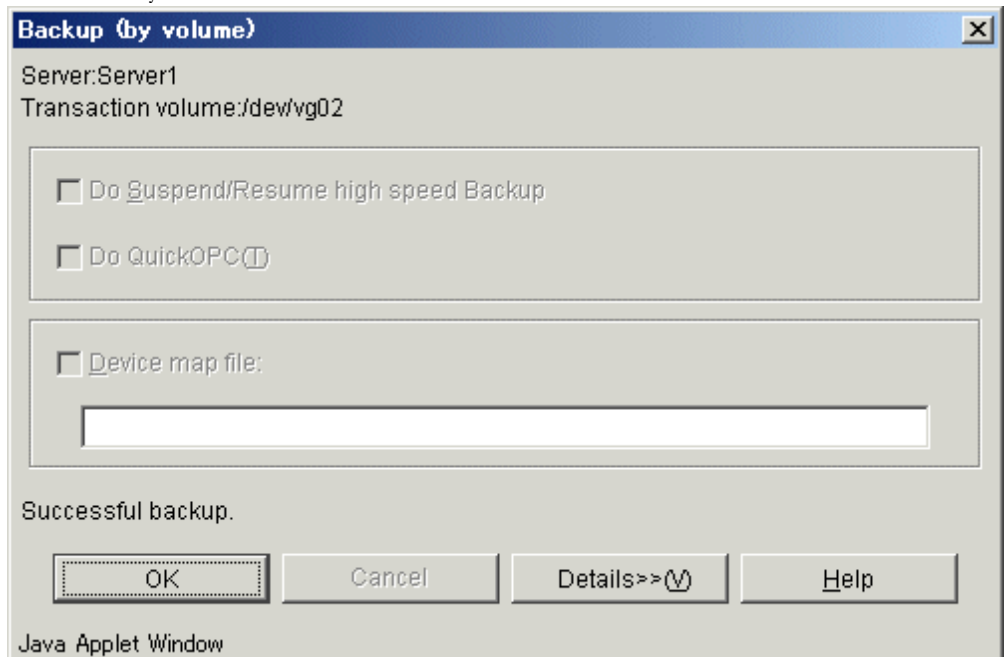 Backup (by volume)
Server:Server1
Transaction volume:/dev/vg02
Do Suspend/Resume high speed Backup
Do QuickOPC(T)
Device map file:
Successful backup.
OK Cancel Details>>(V) Help
Java Applet Window